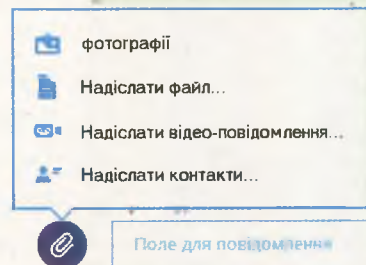 фотографії
Надіслати файл...
Надіслати відео-повідомлення...
Надіслати контакти...
Поле для повідомлення